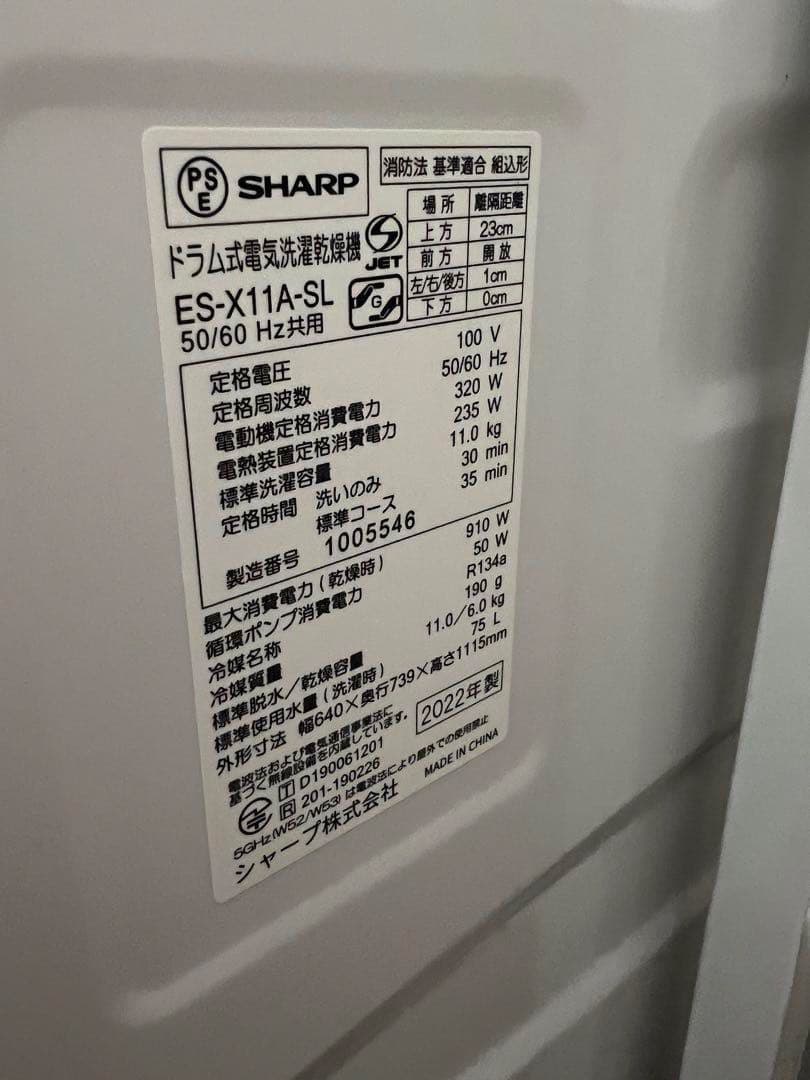 PSE SHARP
消防法 基準適合 組込形
場所 離隔距離
上方 23cm
前方 開放
左/右/後方 1cm
下方 0cm
ドラム式電気洗濯乾燥機
S JET
ES-X11A-SL
G
50/60 Hz共用
定格電圧 100 V
定格周波数 50/60 Hz
電動機定格消費電力 320 W
電熱装置定格消費電力 235 W
標準洗濯容量 11.0 kg
定格時間 洗いのみ 30 min
標準コース 35 min
製造番号 1005546
最大消費電力(乾燥時) 910 W
循環ポンプ消費電力 50 W
冷媒名称 R134a
冷媒質量 190 g
標準脱水/乾燥容量 11.0/6.0 kg
標準使用水量(洗濯時) 75 L
外形寸法 幅640×奥行739×高さ1115mm
電波法および電気通信事業法に
基づく無線設備を内蔵しています。
2022年製
T D190061201
R 201-190226
5GHz(W52/W53)は電波法により屋外での使用禁止
シャープ株式会社 MADE IN CHINA